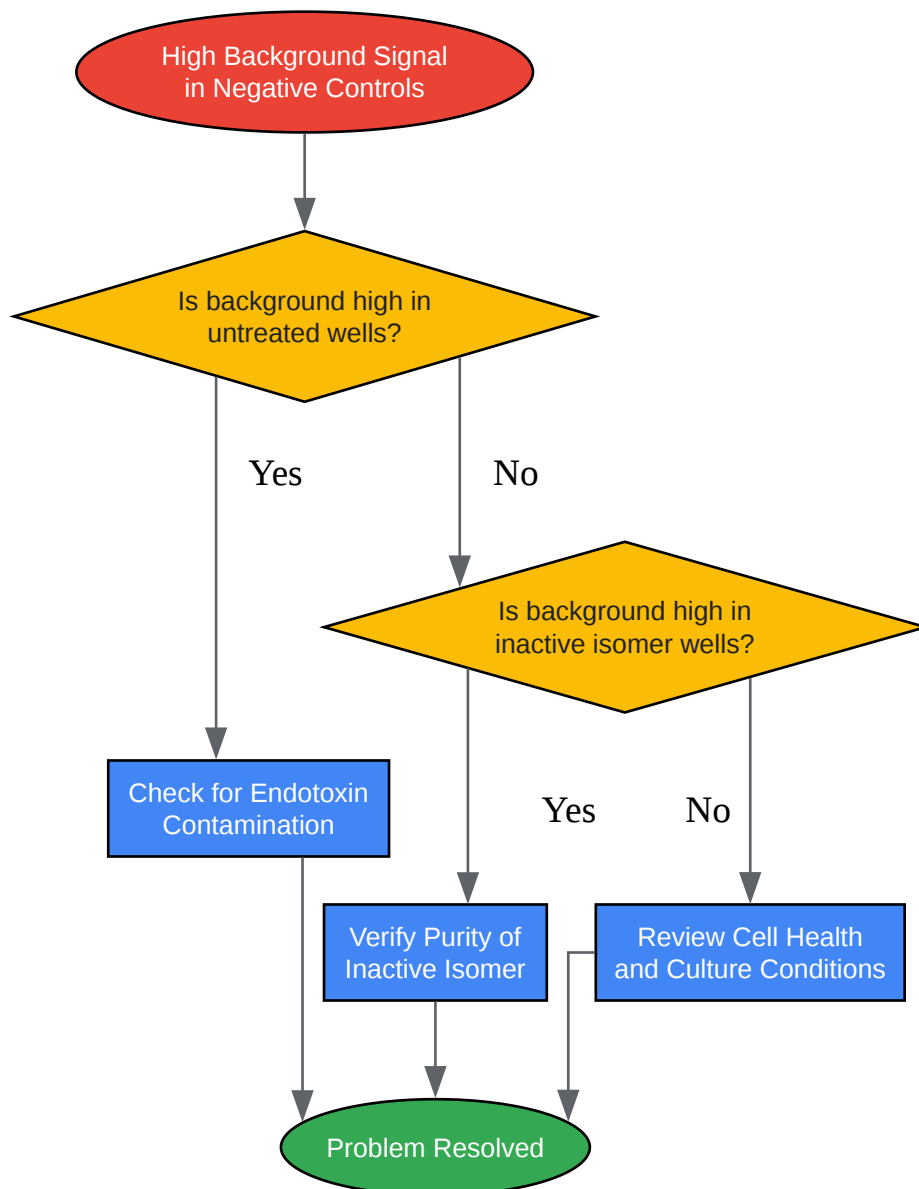 High Background Signal
in Negative Controls
Is background high in
untreated wells?
Yes
No
Is background high in
inactive isomer wells?
Check for Endotoxin
Contamination
Yes
No
Verify Purity of
Inactive Isomer
Review Cell Health
and Culture Conditions
Problem Resolved